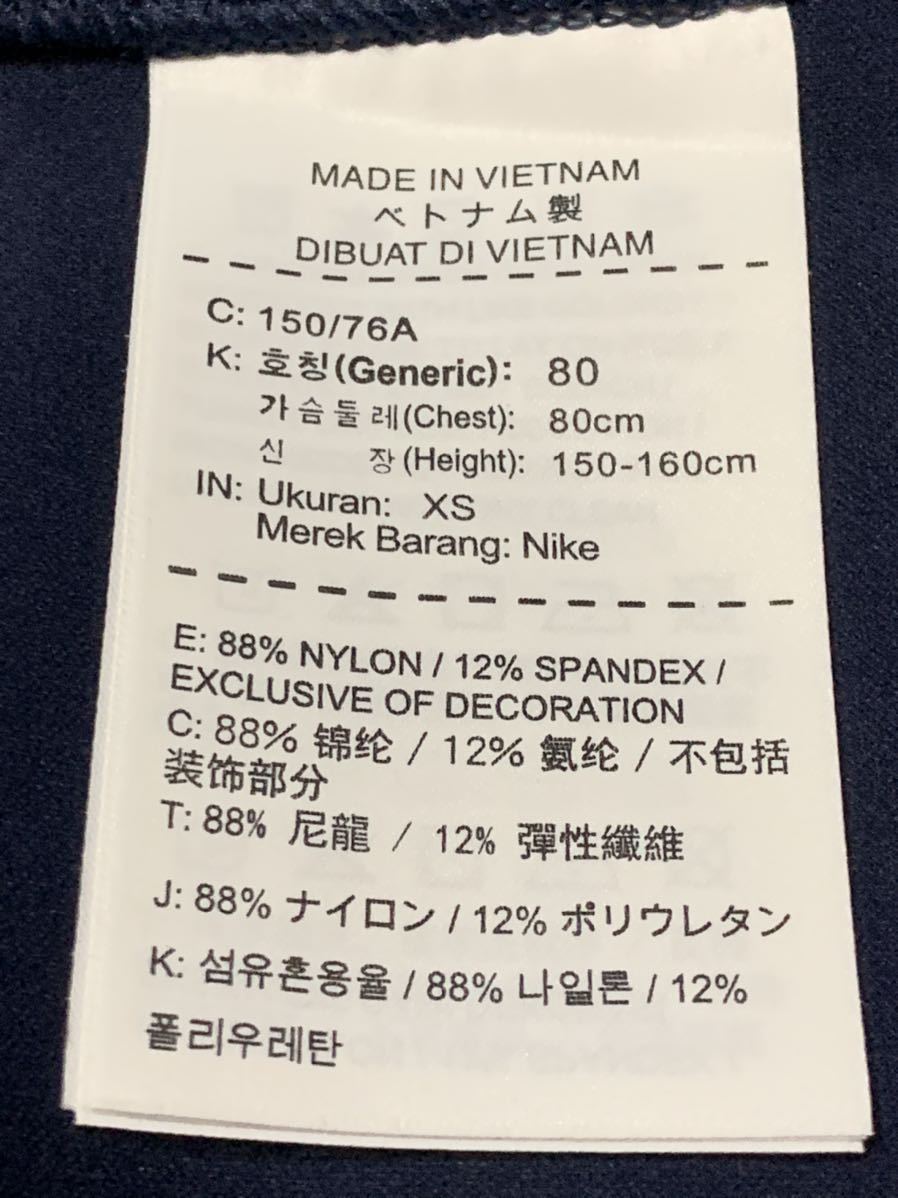 MADE IN VIETNAM
ベトナム製
DIBUAT DI VIETNAM
C: 150/76A
K: 호칭(Generic): 80
가슴둘레(Chest): 80cm
신 장(Height): 150-160cm
IN: Ukuran: XS
Merek Barang: Nike
E: 88% NYLON / 12% SPANDEX /
EXCLUSIVE OF DECORATION
C: 88% 锦纶 / 12% 氨纶 / 不包括
装饰部分
T: 88% 尼龍 / 12% 彈性纖維
J: 88% ナイロン / 12% ポリウレタン
K: 섬유혼용율 / 88% 나일론 / 12%
폴리우레탄